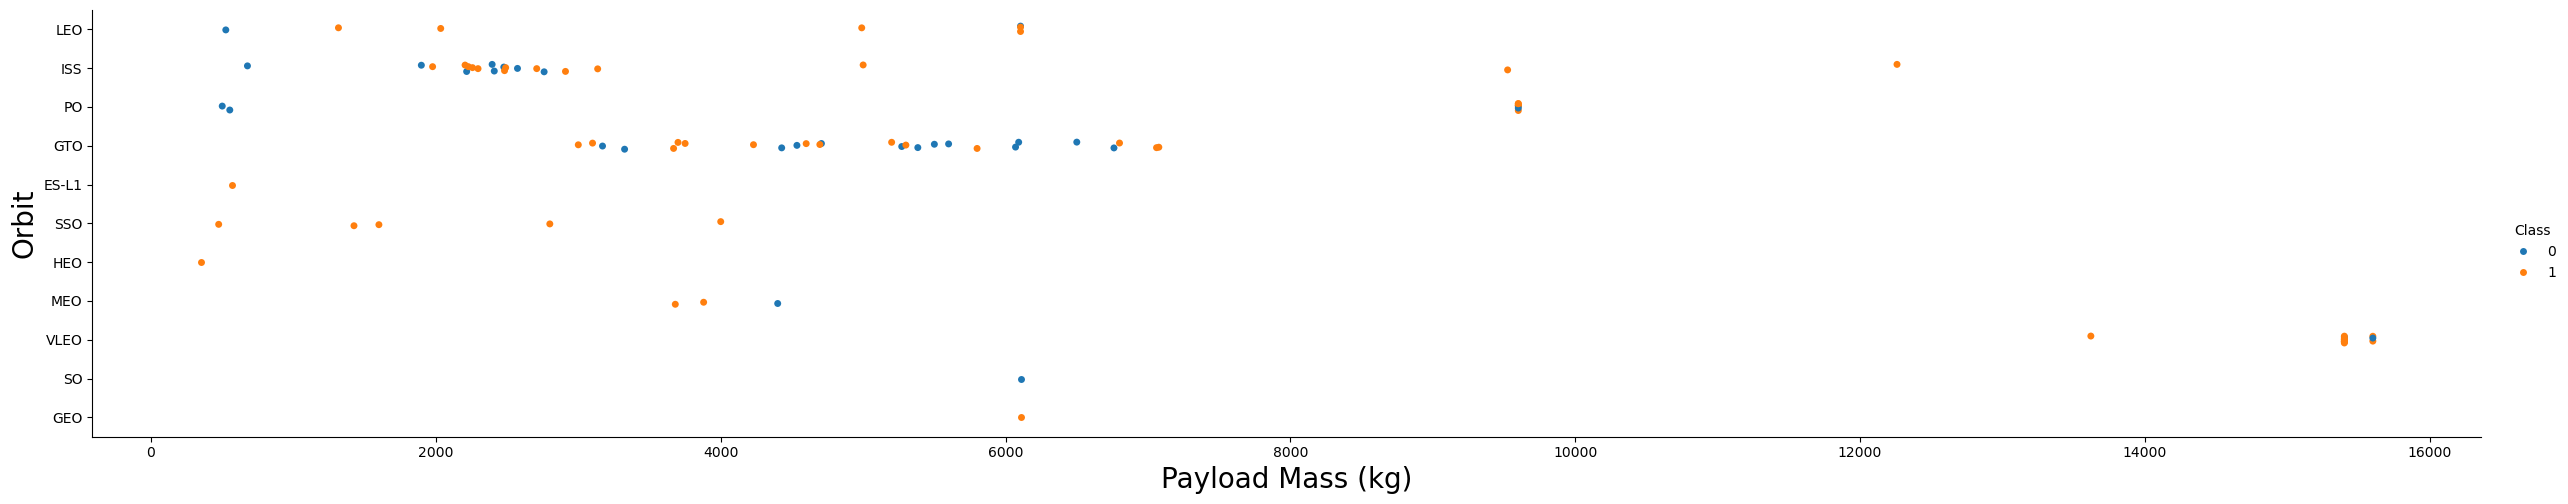 LEO
ISS
PO
GTO
ES-L1
SSO
HEO
MEO
VLEO
SO
GEO
Orbit
0 2000 4000 6000 8000 10000 12000 14000 16000
Payload Mass (kg)
Class
0
1